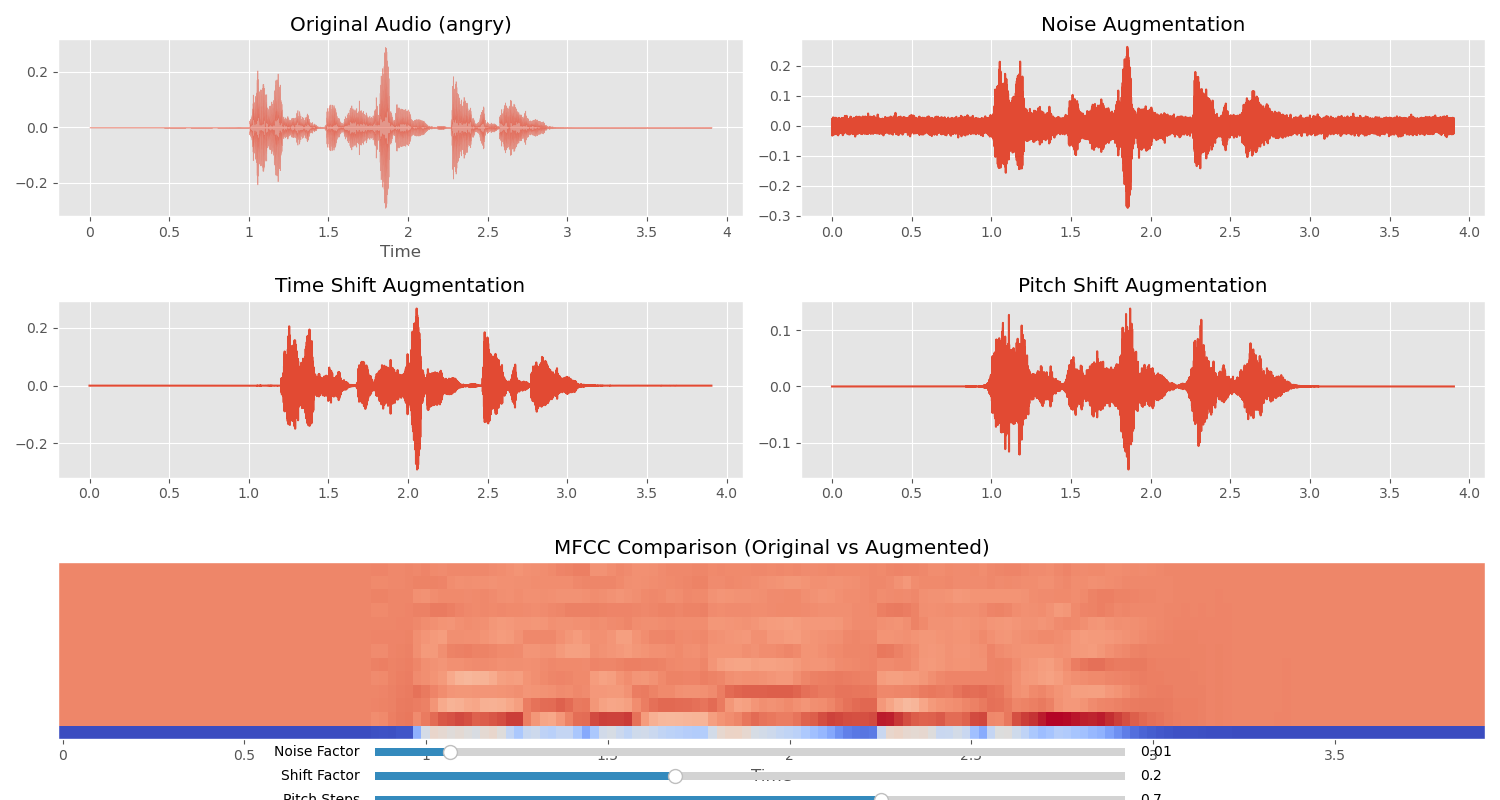 Original Audio (angry)
0.2
0.0
−0.2
0 0.5 1 1.5 2 2.5 3 3.5 4
Time
Noise Augmentation
0.2
0.1
0.0
−0.1
−0.2
−0.3
0.0 0.5 1.0 1.5 2.0 2.5 3.0 3.5 4.0
Time Shift Augmentation
0.2
0.0
−0.2
0.0 0.5 1.0 1.5 2.0 2.5 3.0 3.5 4.0
Pitch Shift Augmentation
0.1
0.0
−0.1
0.0 0.5 1.0 1.5 2.0 2.5 3.0 3.5 4.0
MFCC Comparison (Original vs Augmented)
0 0.5 1 1.5 2 2.5 3 3.5
Time
Noise Factor 0.01
Shift Factor 0.2
Pitch Steps 0.7